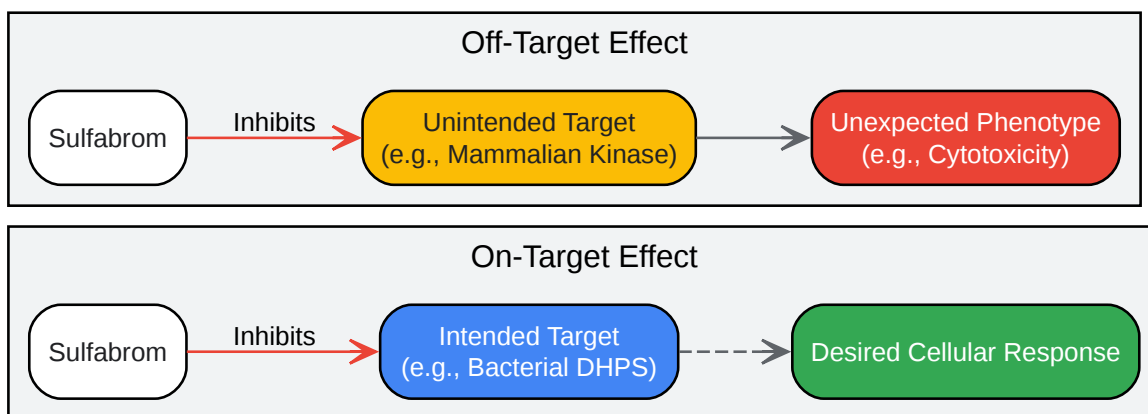 Off-Target Effect
Sulfabrom
Inhibits
Unintended Target
(e.g., Mammalian Kinase)
Unexpected Phenotype
(e.g., Cytotoxicity)
On-Target Effect
Sulfabrom
Inhibits
Intended Target
(e.g., Bacterial DHPS)
Desired Cellular Response